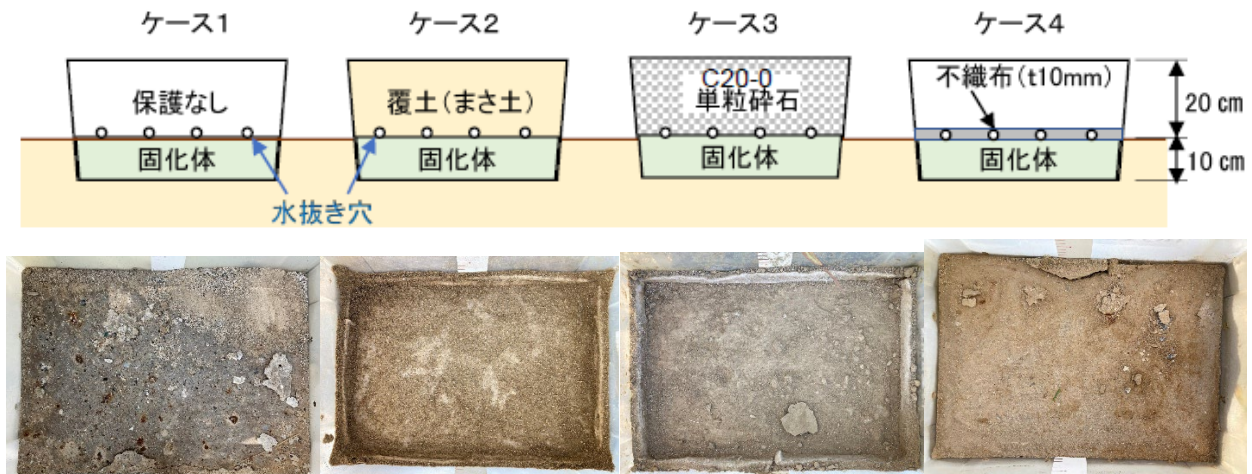 ケース1
ケース2
ケース3
ケース4
保護なし
覆土(まさ土)
C20-0
単粒砕石
不織布(t10mm)
20 cm
固化体
固化体
固化体
固化体
10 cm
水抜き穴